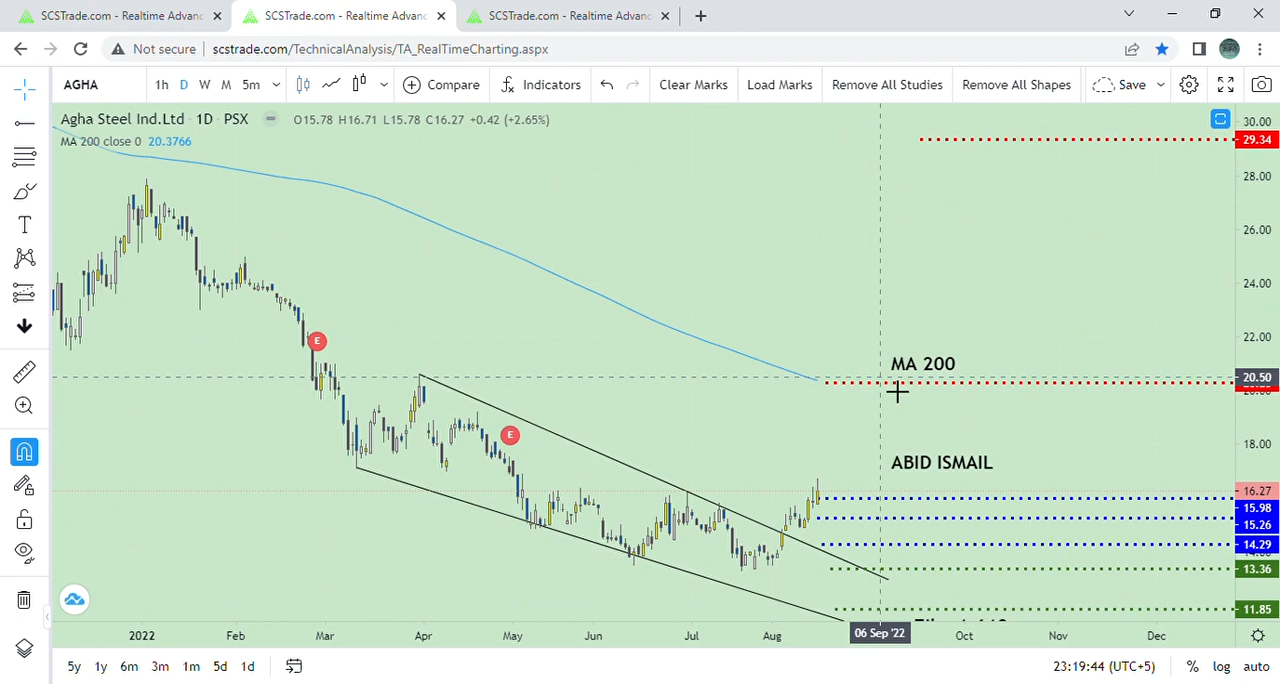 SCSTrade.com - Realtime Advanc
SCSTrade.com - Realtime Advanc
SCSTrade.com - Realtime Advanc
Not secure
scstrade.com/TechnicalAnalysis/TA_RealTimeCharting.aspx
AGHA
1h D W M 5m
Compare
Indicators
Clear Marks
Load Marks
Remove All Studies
Remove All Shapes
Save
Agha Steel Ind.Ltd · 1D · PSX
O15.78 H16.71 L15.78 C16.27 +0.42 (+2.65%)
MA 200 close 0 20.3766
30.00
29.34
28.00
26.00
24.00
22.00
E
MA 200
20.50
E
18.00
ABID ISMAIL
16.27
15.98
15.26
14.29
13.36
11.85
2022 Feb Mar Apr May Jun Jul Aug 06 Sep '22 Oct Nov Dec
5y 1y 6m 3m 1m 5d 1d
23:19:44 (UTC+5) % log auto